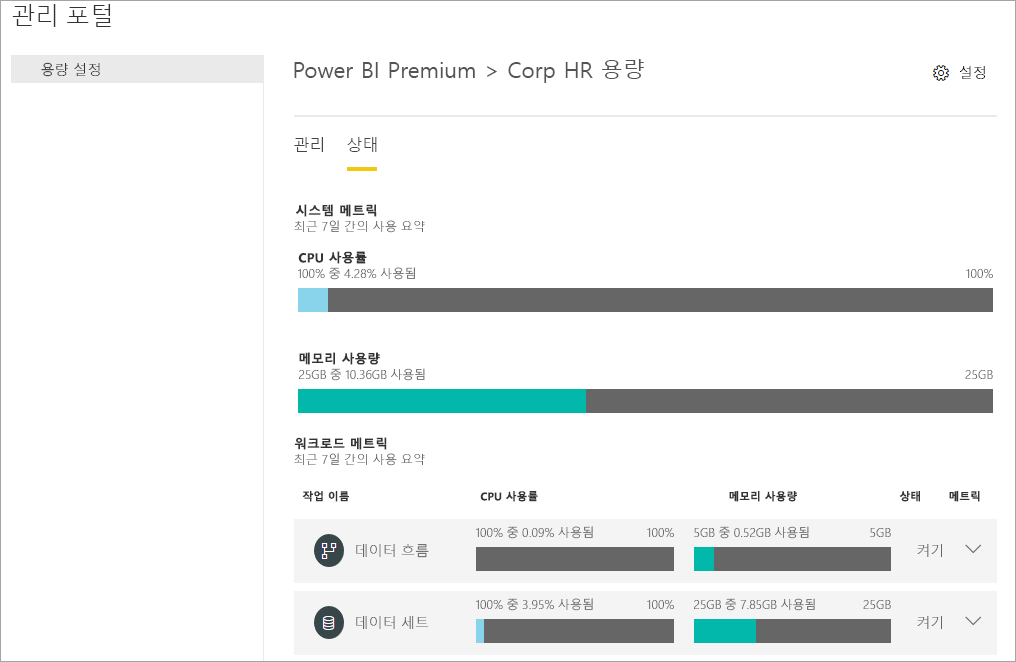 관리 포털
용량 설정
Power BI Premium > Corp HR 용량
설정
관리 상태
시스템 메트릭
최근 7일 간의 사용 요약
CPU 사용률
100% 중 4.28% 사용됨 100%
메모리 사용량
25GB 중 10.36GB 사용됨 25GB
워크로드 메트릭
최근 7일 간의 사용 요약
작업 이름 CPU 사용률 메모리 사용량 상태 메트릭
100% 중 0.09% 사용됨 100% 5GB 중 0.52GB 사용됨 5GB
데이터 흐름 켜기
100% 중 3.95% 사용됨 100% 25GB 중 7.85GB 사용됨 25GB
데이터 세트 켜기